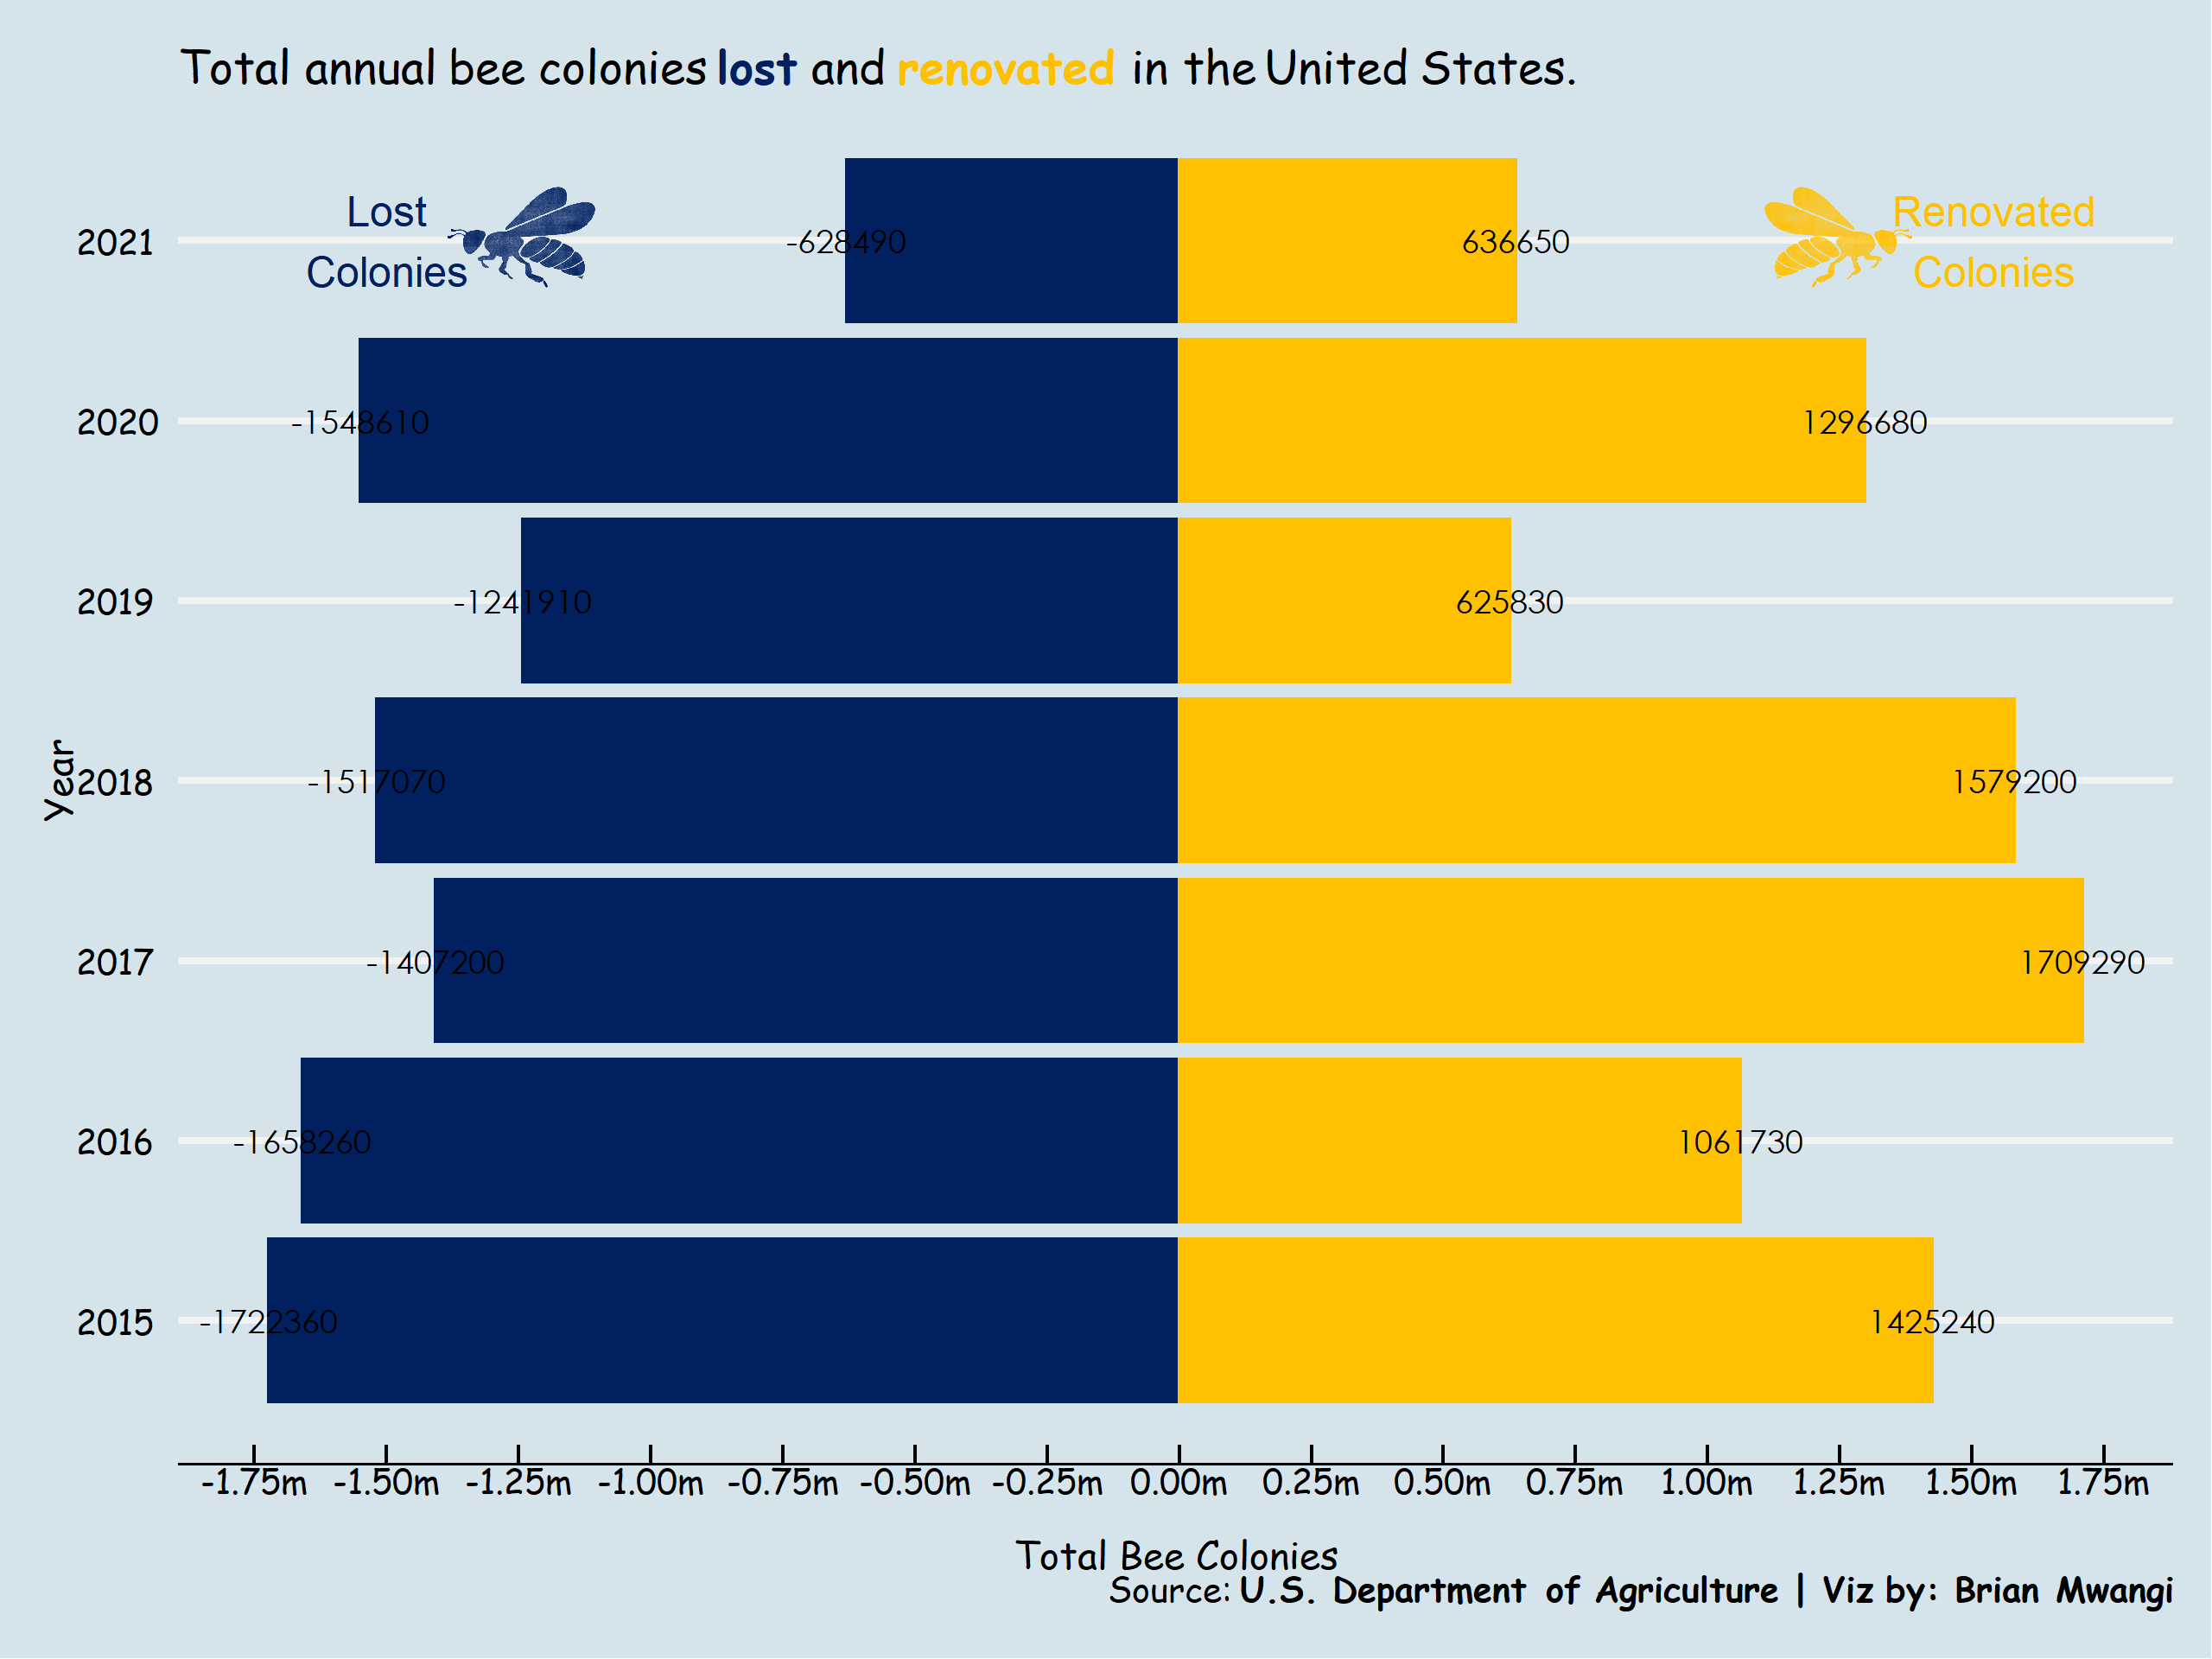 Total annual bee colonies lost and renovated in the United States.
Lost
Colonies
Renovated
Colonies
2021
-628490
636650
2020
-1548610
1296680
2019
-1241910
625830
Year
2018
-1517070
1579200
2017
-1407200
1709290
2016
-1658260
1061730
2015
-1722360
1425240
-1.75m -1.50m -1.25m -1.00m -0.75m -0.50m -0.25m 0.00m 0.25m 0.50m 0.75m 1.00m 1.25m 1.50m 1.75m
Total Bee Colonies
Source: U.S. Department of Agriculture | Viz by: Brian Mwangi